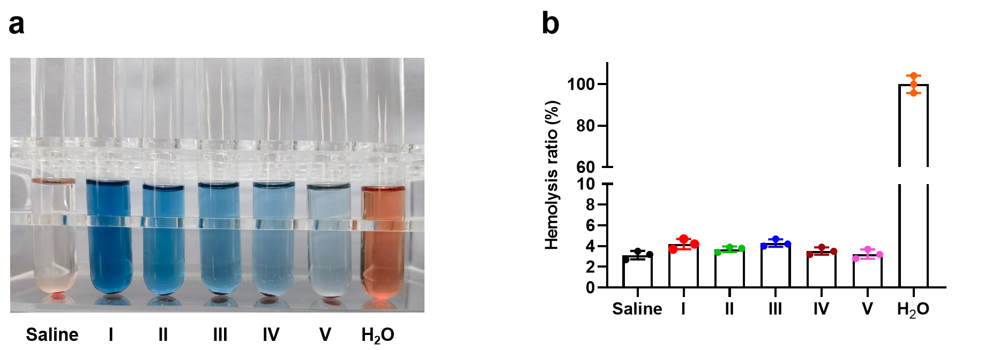 a
Saline I II III IV V H₂O
b
Hemolysis ratio (%)
100
80
60
10
8
6
4
2
0
Saline I II III IV V H₂O